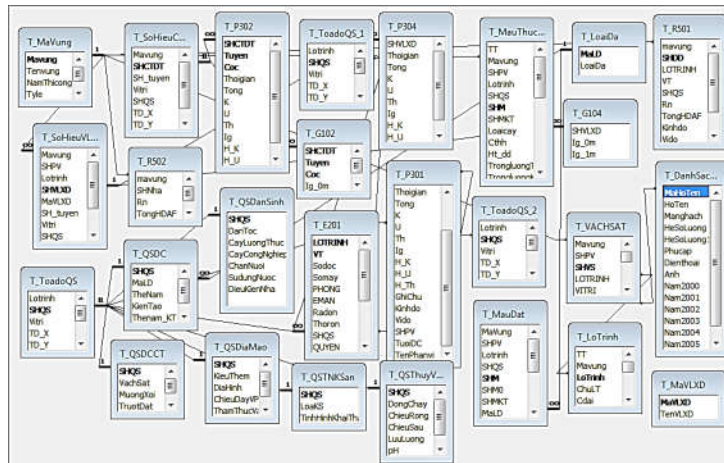 T_MaVung
Mavung
Tenvung
NamThicong
Tyle
T_SoHieuC...
Mavung
SHCTDT
SH_tuyen
Vitri
SHQS
TD_X
TD_Y
T_P302
SHCTDT
Tuyen
Coc
Thoigian
Tong
K
U
Th
Ig
H_K
H_U
T_ToadoQS_1
Lotrinh
SHQS
Vitri
TD_X
TD_Y
T_P304
SHVLXD
Thoigian
Tong
K
U
Th
Ig
H_K
H_U
T_MauThuc...
TT
Mavung
SHPV
Lotrinh
SHQS
SHM
SHMKT
Loaicay
Cthh
Ht_dd
Trongluong1
T_LoaiDa
MaLD
LoaiDa
T_R501
mavung
SHDD
LOTRINH
VT
SHQS
Rn
TongHDAF
Kinhdo
Vido
T_SoHieuVL...
Mavung
SHPV
Lotrinh
SHVLXD
MaVLXD
SH_tuyen
Vitri
SHQS
T_R502
mavung
SHNha
Rn
TongHDAF
T_G102
SHCTDT
Tuyen
Coc
Ig_0m
T_G104
SHVLXD
Ig_0m
Ig_1m
T_P301
Thoigian
Tong
K
U
Th
Ig
H_K
H_U
H_Th
GhiChu
Kinhdo
Vido
SHPV
TuoiDC
TenPhanvi
T_DanhSac...
MaHoTen
HoTen
Manghach
HeSoLuong
HeSoLuong1
Phucap
Dienthoai
Anh
Nam2000
Nam2001
Nam2002
Nam2003
Nam2004
Nam2005
T_QSDanSinh
SHQS
DanToc
CayLuongThuc
CayCongNghiep
ChanNuoi
SudungNuoc
DieuKienNha
T_ToadoQS_2
Lotrinh
SHQS
Vitri
TD_X
TD_Y
T_E201
LOTRINH
VT
Sodoc
Somay
PHONG
EMAN
Radon
Thoron
SHQS
QUYEN
T_VACHSAT
Mavung
SHPV
SHVS
LOTRINH
VITRI
T_QSDC
SHQS
MaLD
TheNam
KienTao
Thenam_KT
T_ToadoQS
Lotrinh
SHQS
Vitri
TD_X
TD_Y
T_MauDat
MaVung
SHPV
Lotrinh
SHQS
SHM
SHM0
SHMKT
MaLD
T_LoTrinh
TT
Mavung
LoTrinh
ChuLT
Cdai
T_QSDCCT
SHQS
VachSat
MuongXoi
TruotDat
T_QSDiaMao
SHQS
KieuThem
DiaHinh
ChieuDayVP
T_QSTNKSan
SHQS
LoaiKS
T_QSThuyV...
SHQS
DongChay
ChieuRong
ChieuSau
LuuLuong
pH
T_MaVLXD
MaVLXD
TenVLXD